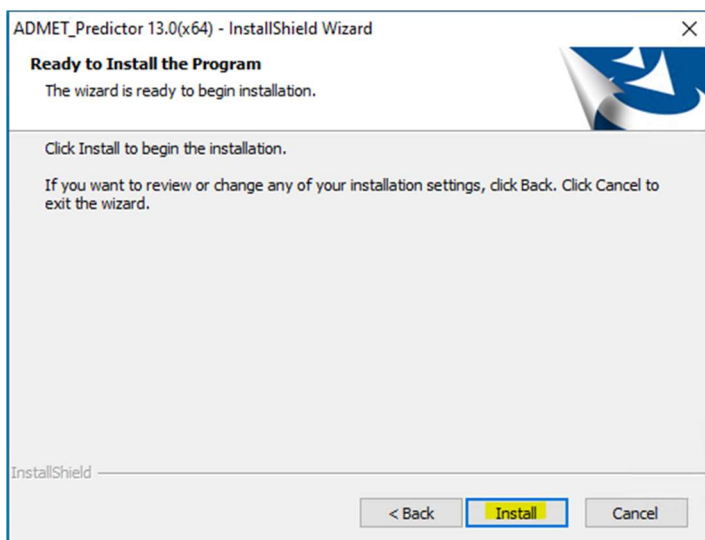 ADMET_Predictor 13.0(x64) - InstallShield Wizard
Ready to Install the Program
The wizard is ready to begin installation.
Click Install to begin the installation.
If you want to review or change any of your installation settings, click Back. Click Cancel to
exit the wizard.
InstallShield
< Back Install Cancel